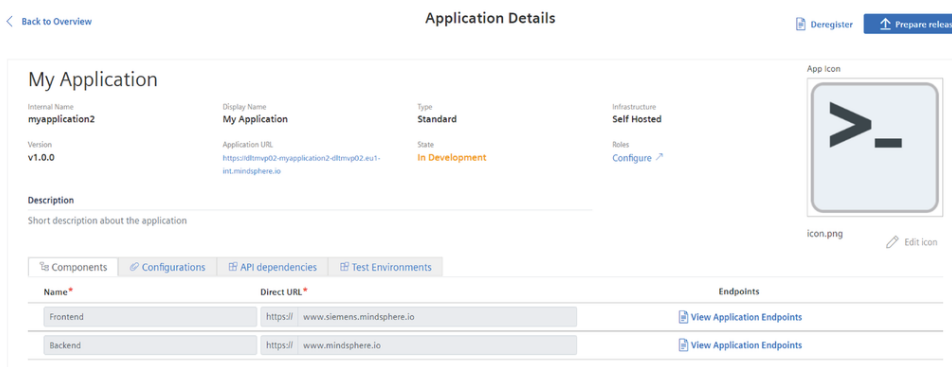 Back to Overview
Application Details
Deregister
Prepare releas
My Application
App Icon
Internal Name
myapplication2
Display Name
My Application
Type
Standard
Infrastructure
Self Hosted
Version
v1.0.0
Application URL
https://dltmvp02-myapplication2-dltmvp02.eu1-
int.mindsphere.io
State
In Development
Roles
Configure
Description
Short description about the application
icon.png
Edit icon
Components
Configurations
API dependencies
Test Environments
Name*
Direct URL*
Endpoints
Frontend
https:// www.siemens.mindsphere.io
View Application Endpoints
Backend
https:// www.mindsphere.io
View Application Endpoints